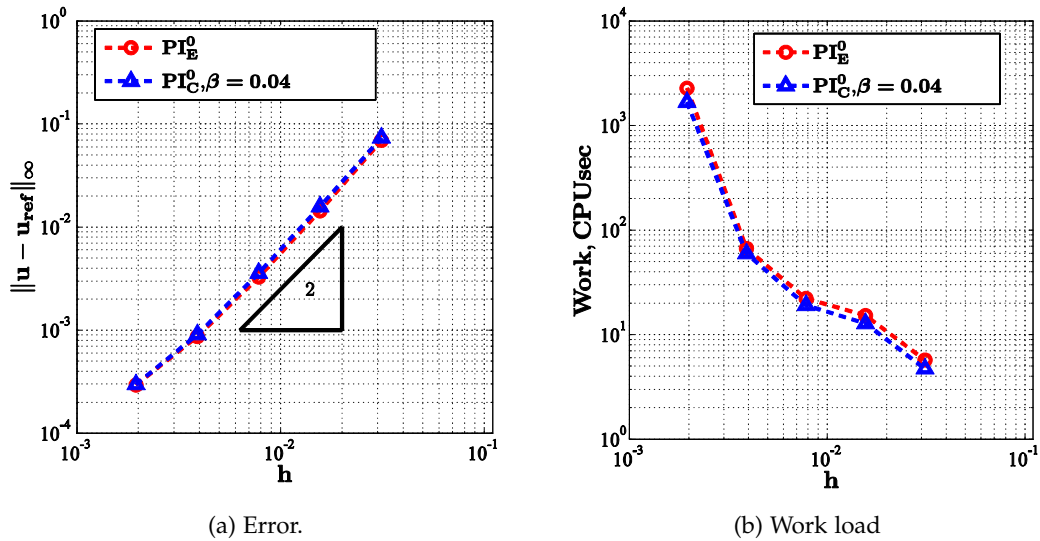 10^0
10^-1
10^-2
10^-3
10^-4
‖u − u_ref‖_∞
PI_E^0
PI_C^0, β = 0.04
2
10^-3
10^-2
10^-1
h
(a) Error.
10^4
10^3
10^2
10^1
10^0
Work, CPUsec
PI_E^0
PI_C^0, β = 0.04
10^-3
10^-2
10^-1
h
(b) Work load